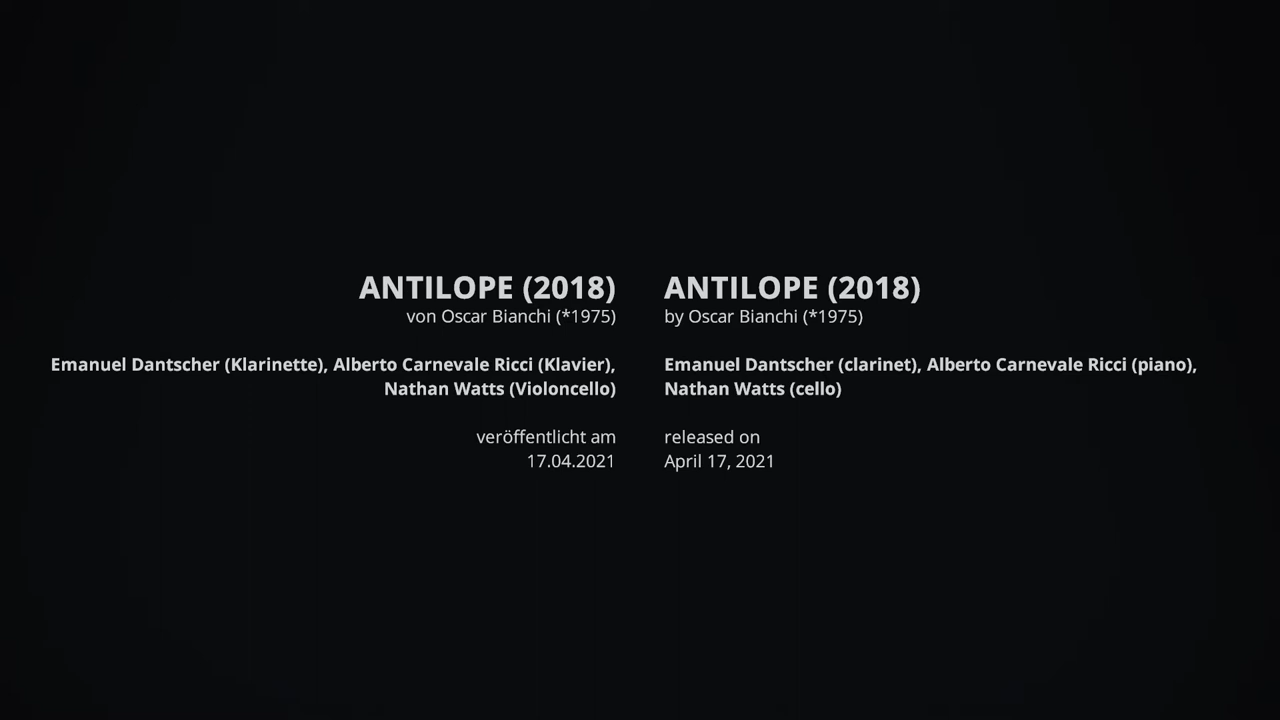 ANTILOPE (2018)
von Oscar Bianchi (*1975)
Emanuel Dantscher (Klarinette), Alberto Carnevale Ricci (Klavier),
Nathan Watts (Violoncello)
veröffentlicht am
17.04.2021
ANTILOPE (2018)
by Oscar Bianchi (*1975)
Emanuel Dantscher (clarinet), Alberto Carnevale Ricci (piano),
Nathan Watts (cello)
released on
April 17, 2021